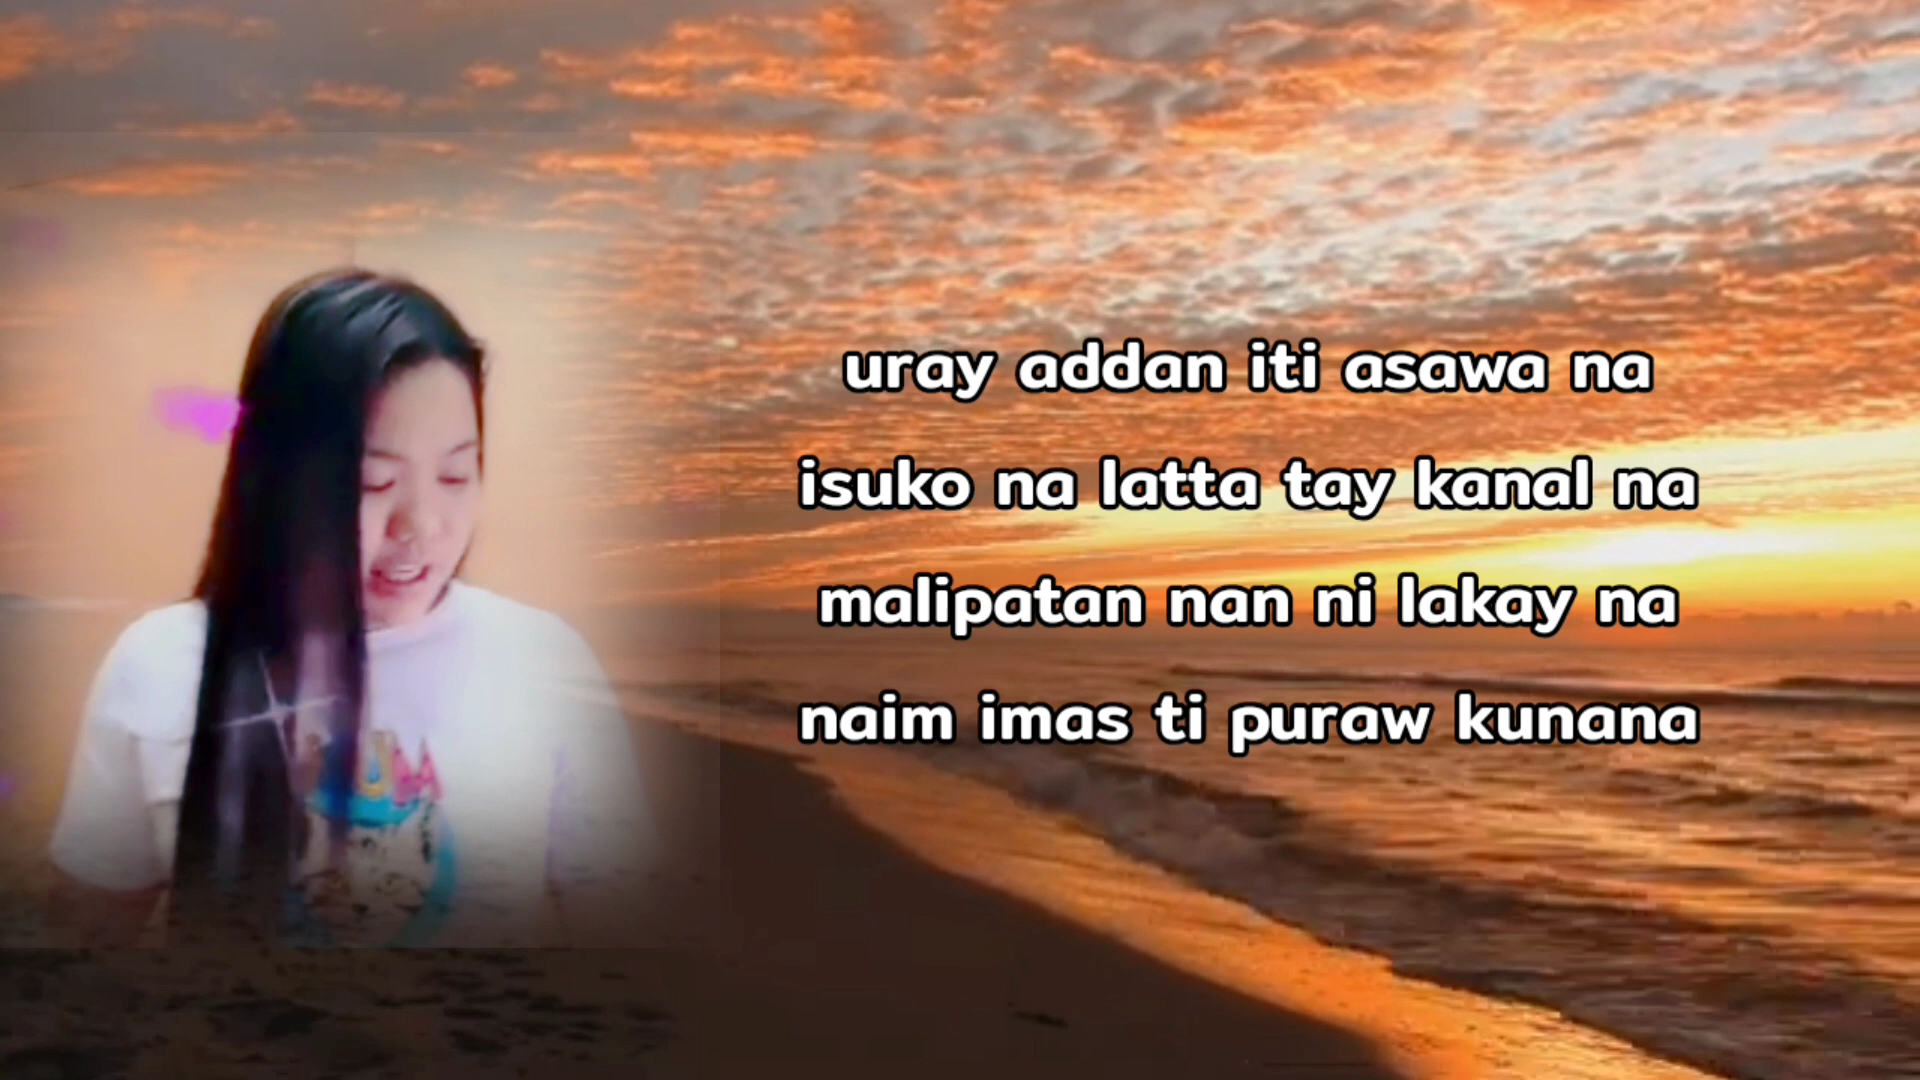 uray addan iti asawa na
isuko na latta tay kanal na
malipatan nan ni lakay na
naim imas ti puraw kunana